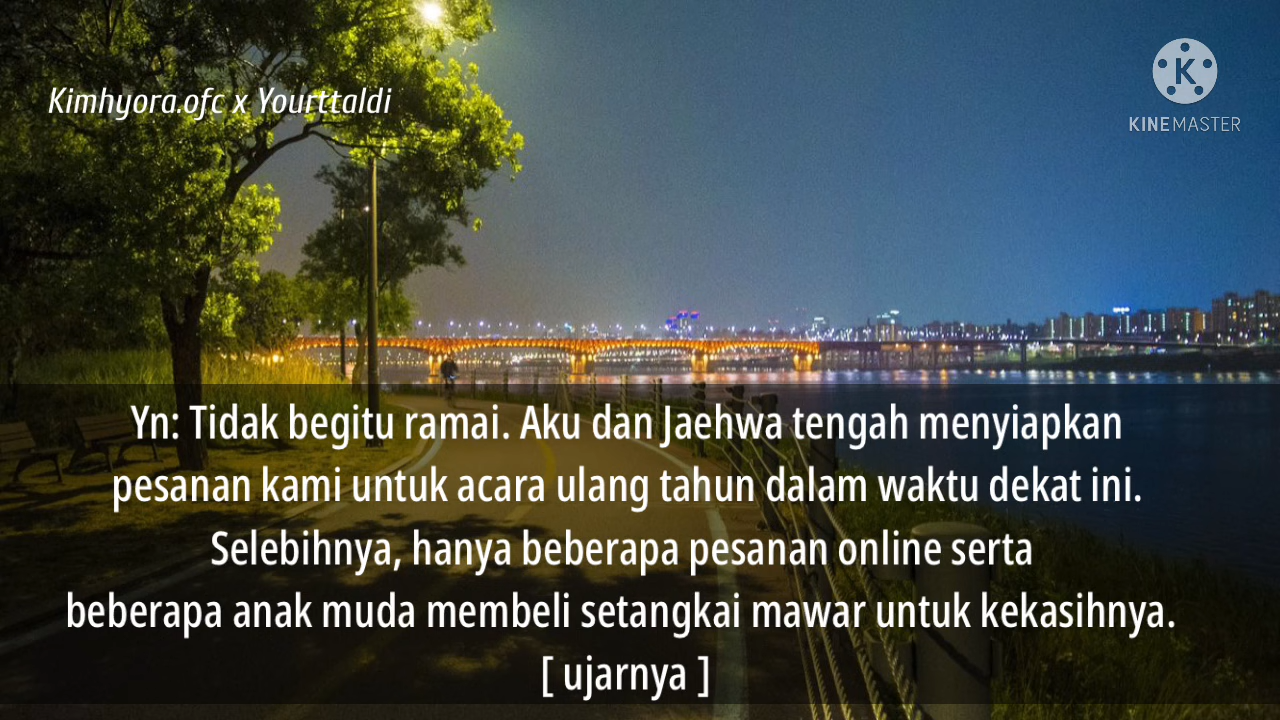 Kimhyora.ofc x Yourttaldi
K
KINEMASTER
Yn: Tidak begitu ramai. Aku dan Jaehwa tengah menyiapkan
pesanan kami untuk acara ulang tahun dalam waktu dekat ini.
Selebihnya, hanya beberapa pesanan online serta
beberapa anak muda membeli setangkai mawar untuk kekasihnya.
[ ujarnya ]